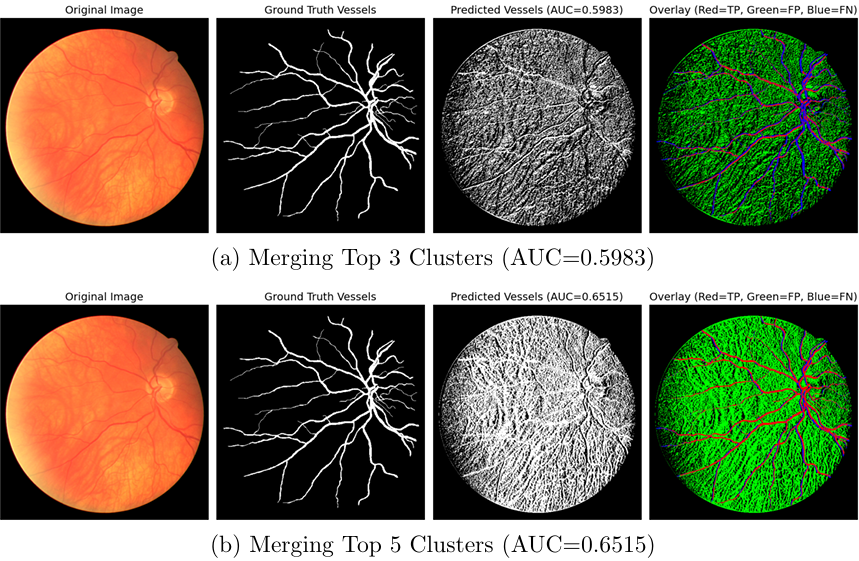 Original Image
Ground Truth Vessels
Predicted Vessels (AUC=0.5983)
Overlay (Red=TP, Green=FP, Blue=FN)
(a) Merging Top 3 Clusters (AUC=0.5983)
Original Image
Ground Truth Vessels
Predicted Vessels (AUC=0.6515)
Overlay (Red=TP, Green=FP, Blue=FN)
(b) Merging Top 5 Clusters (AUC=0.6515)